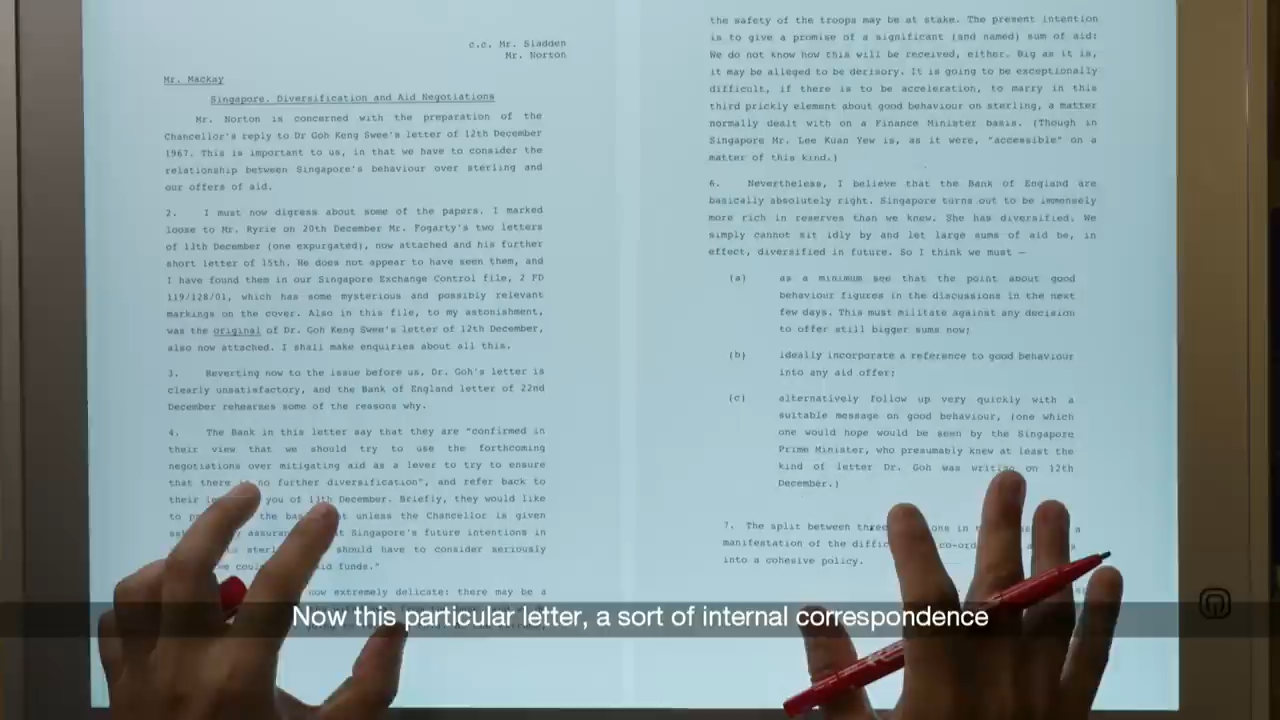 c.c. Mr. Sladden
Mr. Norton
Mr. Mackay
Singapore. Diversification and Aid Negotiations
Mr. Norton is concerned with the preparation of the
Chancellor's reply to Dr Goh Keng Swee's letter of 12th December
1967. This is important to us, in that we have to consider the
relationship between Singapore's behaviour over sterling and
our offers of aid.
2. I must now digress about some of the papers. I marked
loose to Mr. Ryrie on 20th December Mr. Fogarty's two letters
of 13th December (one expurgated), now attached and his further
short letter of 15th. He does not appear to have seen them, and
I have found them in our Singapore Exchange Control file, 2 FD
119/128/01, which has some mysterious and possibly relevant
markings on the cover. Also in this file, to my astonishment,
was the original of Dr. Goh Keng Swee's letter of 12th December,
also now attached. I shall make enquiries about all this.
3. Reverting now to the issue before us, Dr. Goh's letter is
clearly unsatisfactory, and the Bank of England letter of 22nd
December rehearses some of the reasons why.
4. The Bank in this letter say that they are "confirmed in
their view that we should try to use the forthcoming
negotiations over mitigating aid as a lever to try to ensure
that there no further diversification", and refer back to
their you of 13th December. Briefly, they would like
to the unless the Chancellor is given
Singapore's future intentions in
should have to consider seriously
aid funds."
now extremely delicate: there may be a
the safety of the troops may be at stake. The present intention
is to give a promise of a significant (and named) sum of aid:
We do not know how this will be received, either. Big as it is,
it may be alleged to be derisory. It is going to be exceptionally
difficult, if there is to be acceleration, to marry in this
third prickly element about good behaviour on sterling, a matter
normally dealt with on a Finance Minister basis. (Though in
Singapore Mr. Lee Kuan Yew is, as it were, "accessible" on a
matter of this kind.)
6. Nevertheless, I believe that the Bank of England are
basically absolutely right. Singapore turns out to be immensely
more rich in reserves than we knew. She has diversified. We
simply cannot sit idly by and let large sums of aid be, in
effect, diversified in future. So I think we must —
(a) as a minimum see that the point about good
behaviour figures in the discussions in the next
few days. This must militate against any decision
to offer still bigger sums now;
(b) ideally incorporate a reference to good behaviour
into any aid offer;
(c) alternatively follow up very quickly with a
suitable message on good behaviour, (one which
one would hope would be seen by the Singapore
Prime Minister, who presumably knew at least the
kind of letter Dr. Goh was writing on 12th
December.)
7. The split between three in a
manifestation of the
into a cohesive policy.
Now this particular letter, a sort of internal correspondence